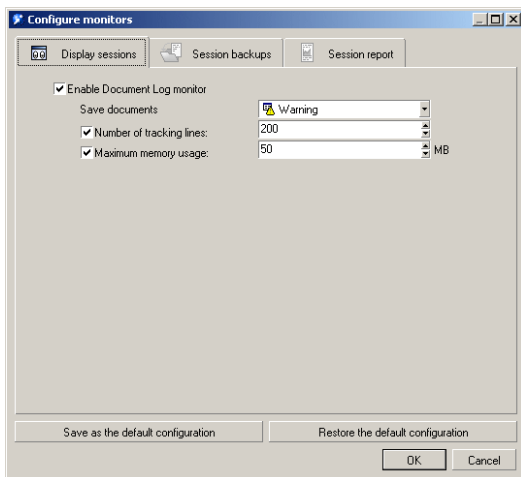 Configure monitors
Display sessions Session backups Session report
Enable Document Log monitor
Save documents Warning
Number of tracking lines: 200
Maximum memory usage: 50 MB
Save as the default configuration Restore the default configuration
OK Cancel